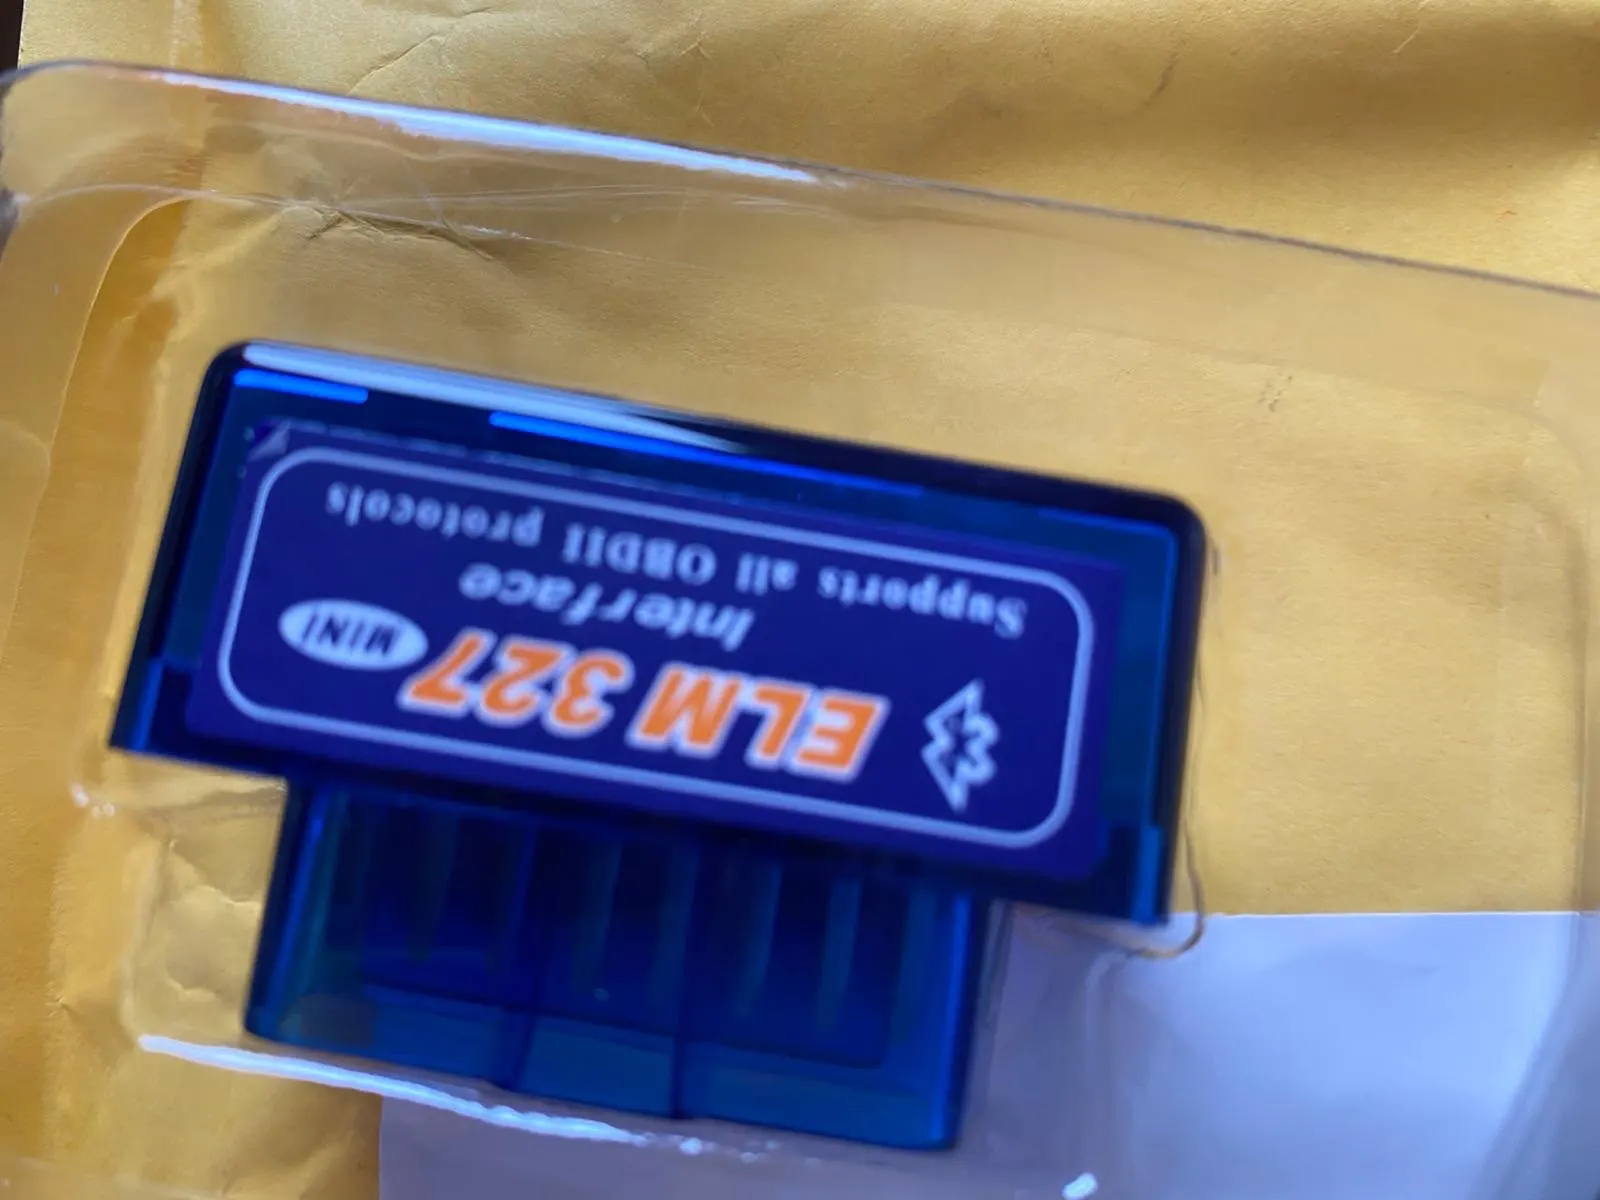 ELM 327 MINI
Interface
Supports all OBDII protocols